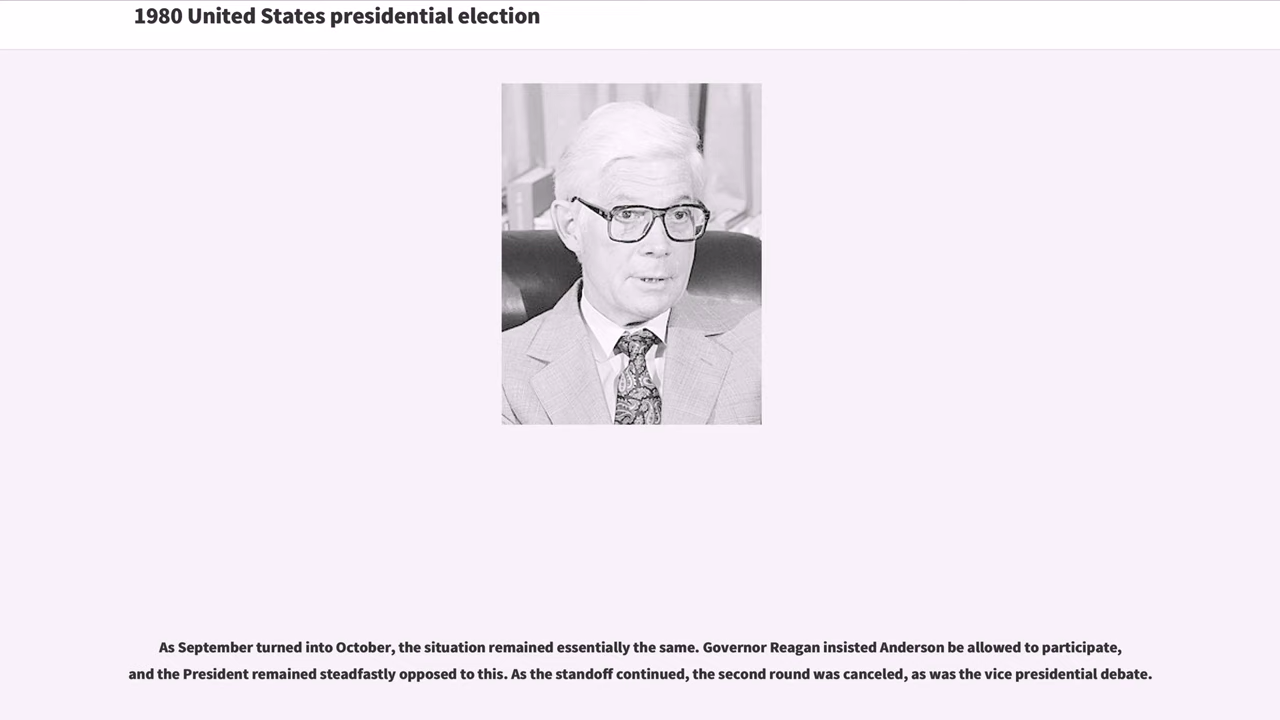 1980 United States presidential election
As September turned into October, the situation remained essentially the same. Governor Reagan insisted Anderson be allowed to participate,
and the President remained steadfastly opposed to this. As the standoff continued, the second round was canceled, as was the vice presidential debate.